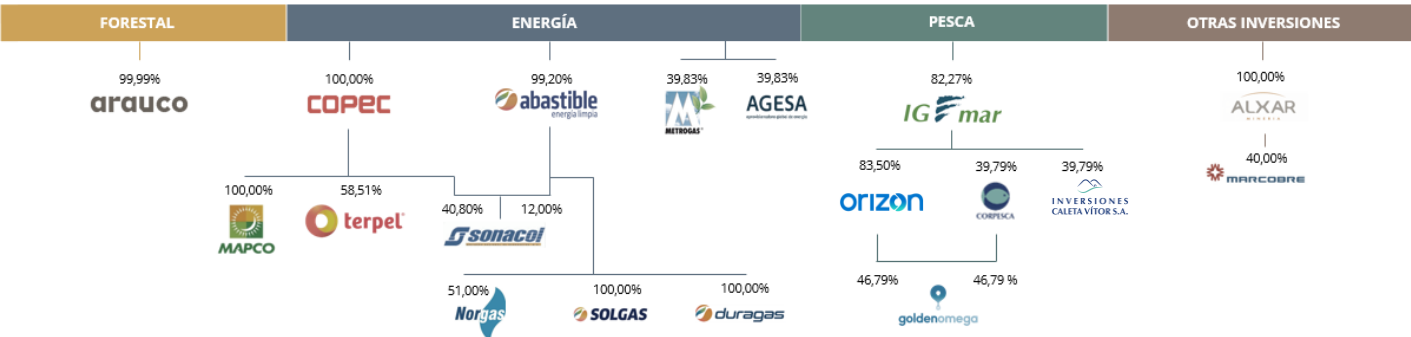 FORESTAL
ENERGÍA
PESCA
OTRAS INVERSIONES
99,99%
100,00%
99,20%
39,83%
39,83%
82,27%
100,00%
arauco
COPEC
abastible
energía limpia
METROGAS
AGESA
IG mar
ALXAR
MINERÍA
83,50%
39,79%
39,79%
40,00%
100,00%
58,51%
40,80%
12,00%
orizon
CORPESCA
INVERSIONES
CALETA VÍTOR S.A.
MARCOBRE
MAPCO
terpel
sonacol
51,00%
100,00%
100,00%
46,79%
46,79 %
Norgas
SOLGAS
duragas
goldenomega